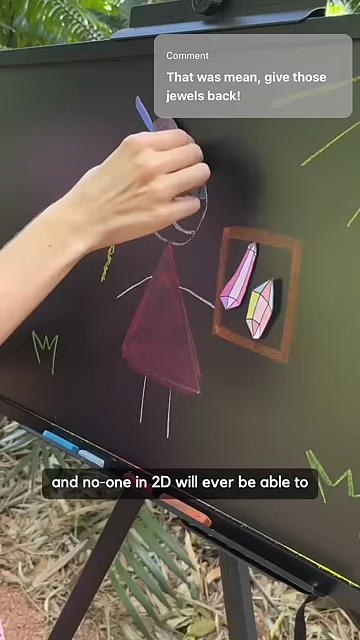 Comment
That was mean, give those
jewels back!
and no-one in 2D will ever be able to